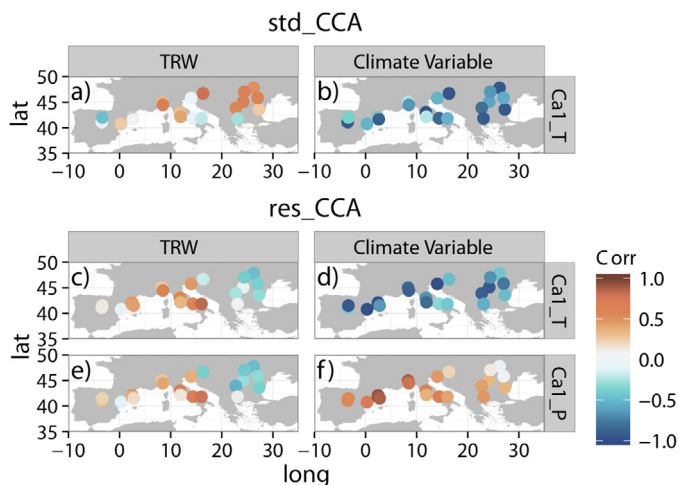 std_CCA
TRW
Climate Variable
a)
b)
Ca1_T
lat
50
45
40
35
−10 0 10 20 30
−10 0 10 20 30
res_CCA
TRW
Climate Variable
c)
d)
Ca1_T
50
45
40
35
lat
e)
f)
Ca1_P
50
45
40
35
−10 0 10 20 30
−10 0 10 20 30
long
Corr
1.0
0.5
0.0
−0.5
−1.0